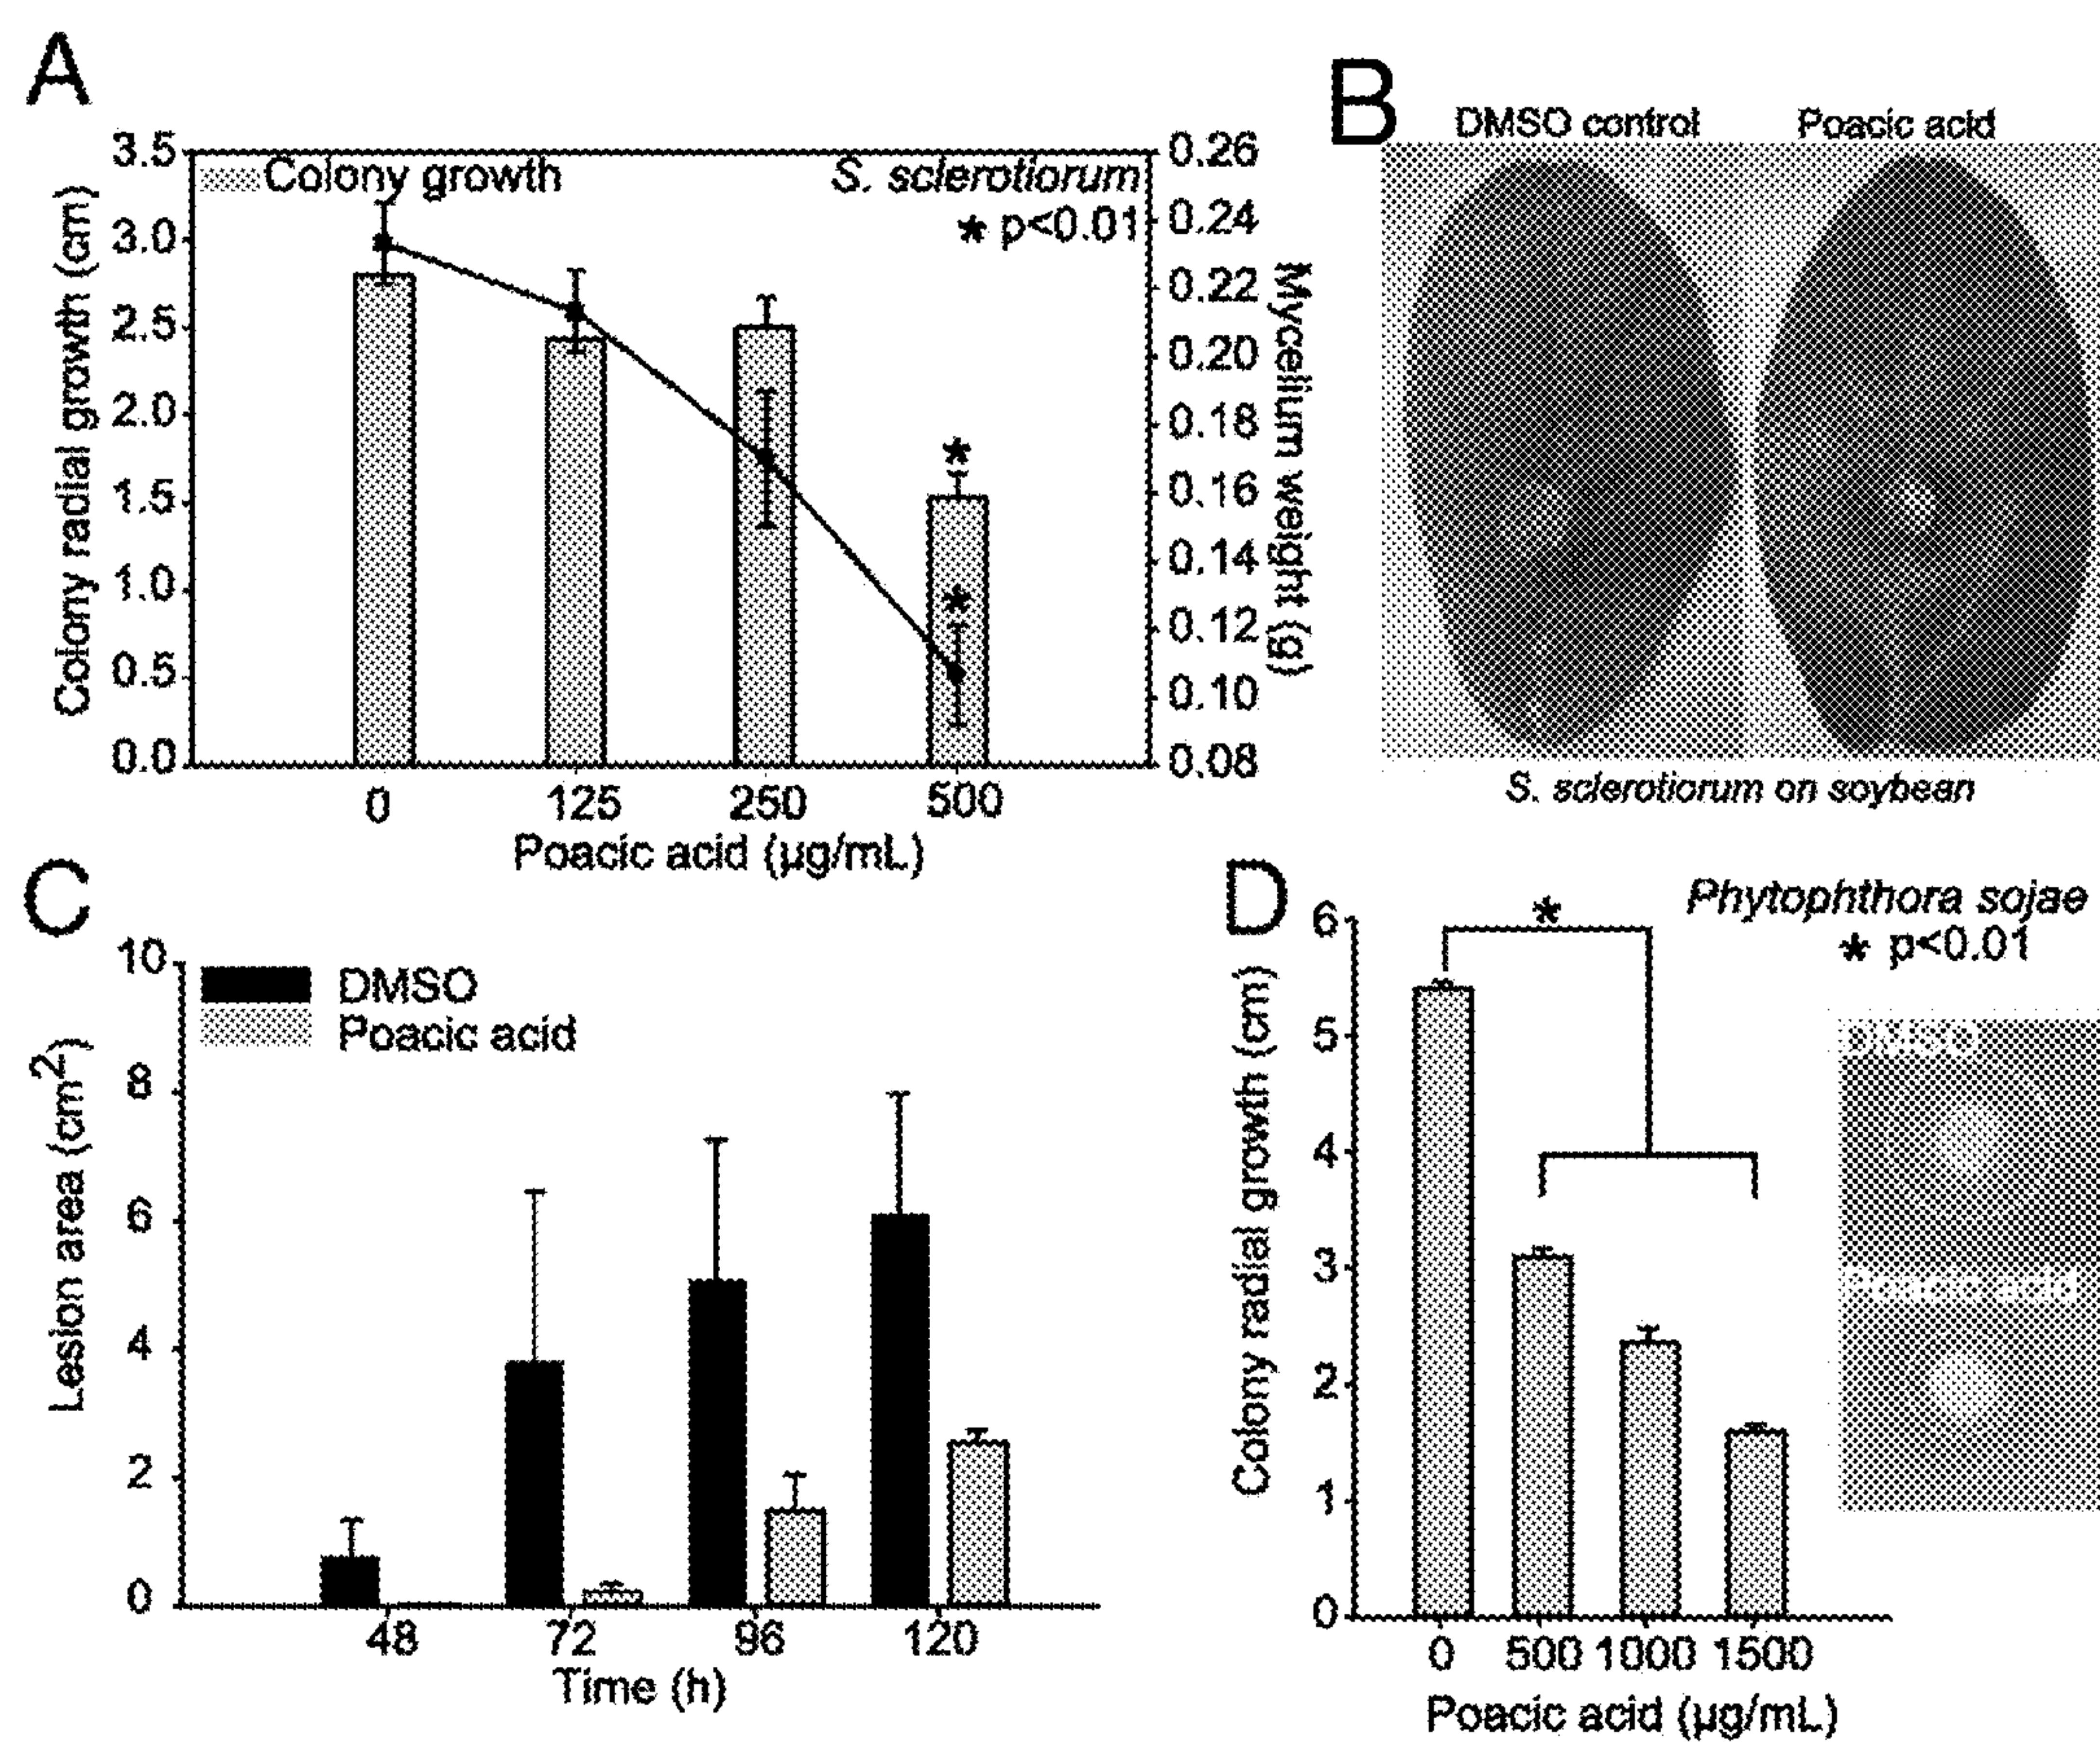 A
3.5
3.0
2.5
2.0
1.5
1.0
0.5
0.0
Colony radial growth (cm)
Colony growth
S. sclerotiorum
* p<0.01
*
*
0.26
0.24
0.22
0.20
0.18
0.16
0.14
0.12
0.10
0.08
Mycelium weight (g)
0 125 250 500
Poacic acid (µg/mL)
B
DMSO control Poacic acid
S. sclerotiorum on soybean
C
10
8
6
4
2
0
Lesion area (cm2)
DMSO
Poacic acid
48 72 96 120
Time (h)
D
6
5
4
3
2
1
0
Colony radial growth (cm)
*
Phytophthora sojae
* p<0.01
DMSO
Poacic acid
0 500 1000 1500
Poacic acid (µg/mL)